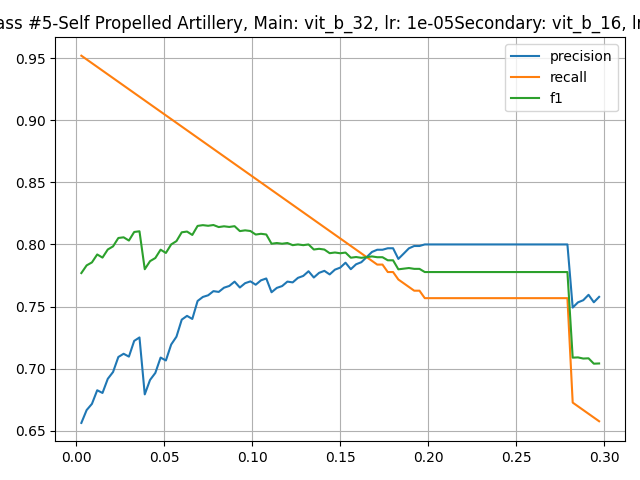 ass #5-Self Propelled Artillery, Main: vit_b_32, lr: 1e-05Secondary: vit_b_16, lr
precision
recall
f1
0.95
0.90
0.85
0.80
0.75
0.70
0.65
0.00 0.05 0.10 0.15 0.20 0.25 0.30